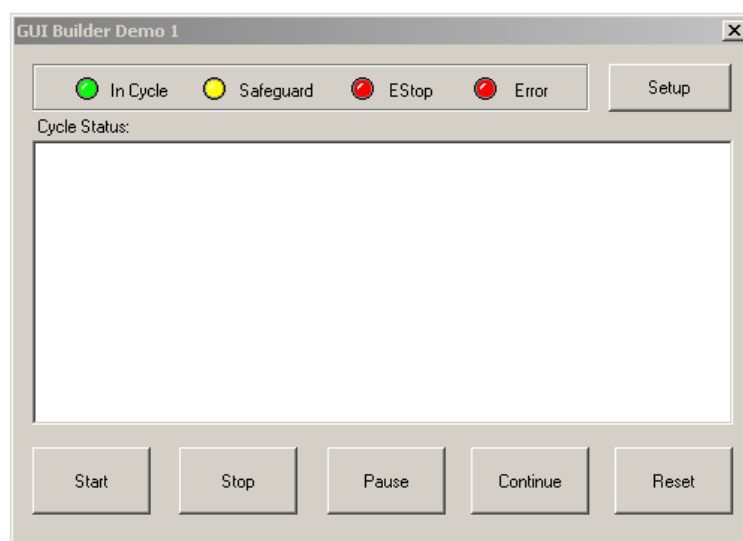 GUI Builder Demo 1
In Cycle Safeguard EStop Error Setup
Cycle Status:
Start Stop Pause Continue Reset